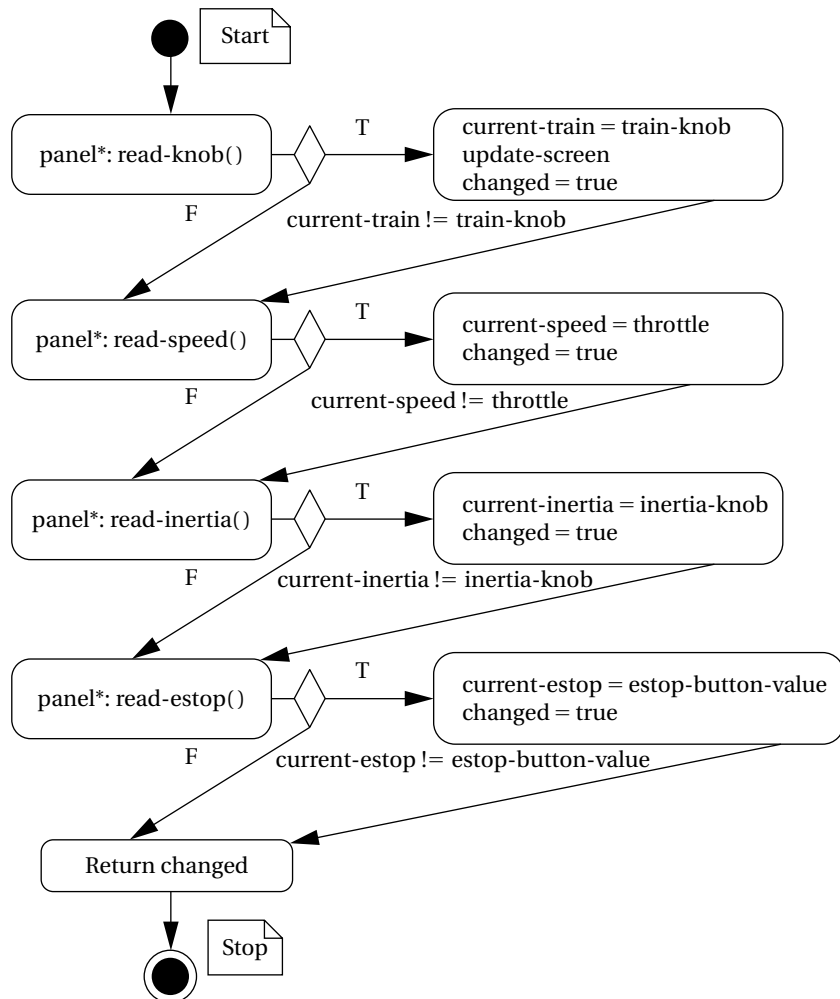 Start
panel*: read-knob()
T
current-train = train-knob
update-screen
changed = true
F
current-train != train-knob
panel*: read-speed()
T
current-speed = throttle
changed = true
F
current-speed != throttle
panel*: read-inertia()
T
current-inertia = inertia-knob
changed = true
F
current-inertia != inertia-knob
panel*: read-estop()
T
current-estop = estop-button-value
changed = true
F
current-estop != estop-button-value
Return changed
Stop